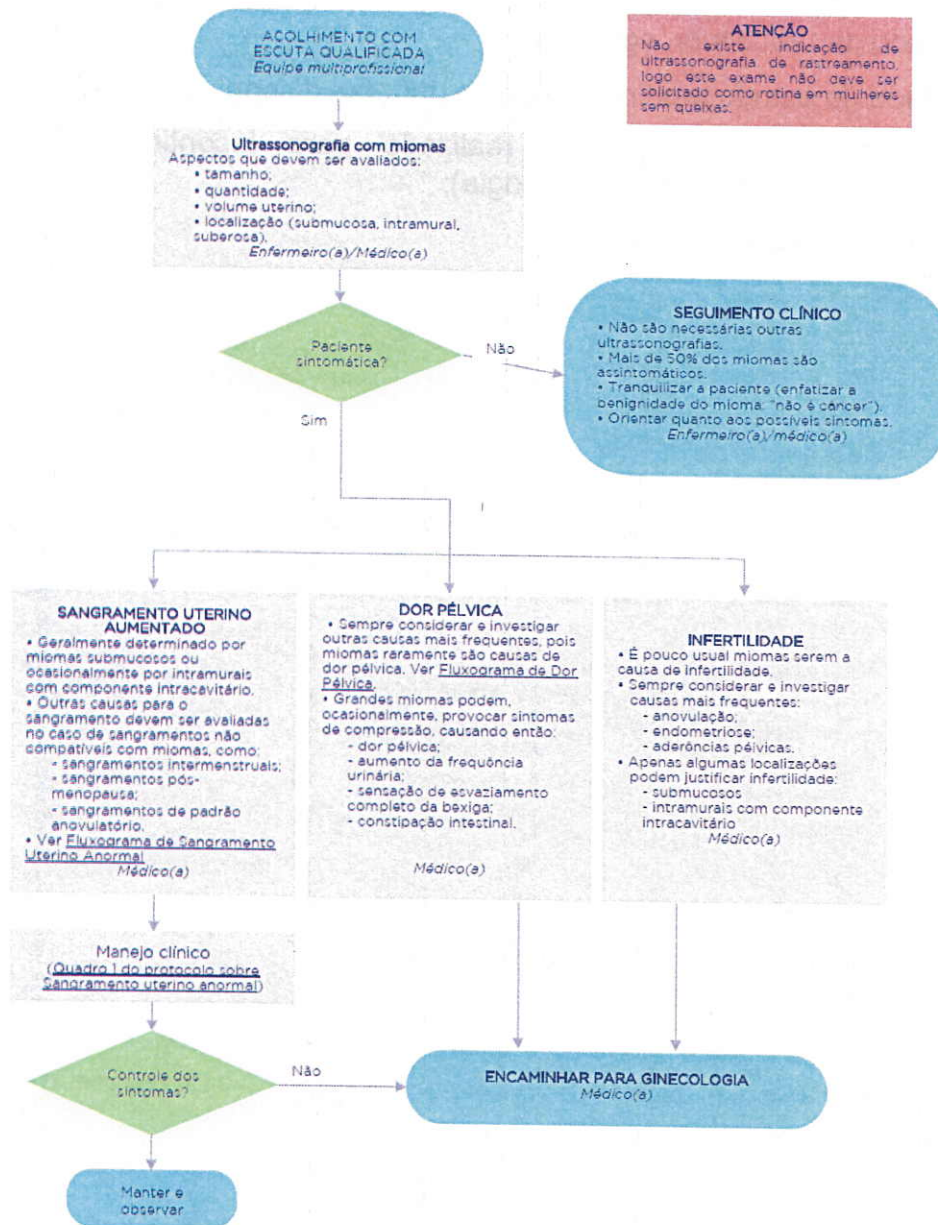 ACOLHIMENTO COM
ESCUTA QUALIFICADA
Equipe multiprofissional
ATENÇÃO
Não existe indicação de
ultrassonografia de rastreamento,
logo este exame não deve ser
solicitado como rotina em mulheres
sem queixas.
Ultrassonografia com miomas
Aspectos que devem ser avaliados:
• tamanho;
• quantidade;
• volume uterino;
• localização (submucosa, intramural,
suberosa).
Enfermeiro(a)/Médico(a)
Paciente
sintomática?
Não
Sim
SEGUIMENTO CLÍNICO
• Não são necessárias outras
ultrassonografias.
• Mais de 50% dos miomas são
assintomáticos.
• Tranquilizar a paciente (enfatizar a
benignidade do mioma: "não é câncer").
• Orientar quanto aos possíveis sintomas.
Enfermeiro(a)/médico(a)
SANGRAMENTO UTERINO
AUMENTADO
• Geralmente determinado por
miomas submucosos ou
ocasionalmente por intramurais
com componente intracavitário.
• Outras causas para o
sangramento devem ser avaliadas
no caso de sangramentos não
compatíveis com miomas, como:
- sangramentos intermenstruais;
- sangramentos pós-
menopausa;
- sangramentos de padrão
anovulatório.
• Ver Fluxograma de Sangramento
Uterino Anormal
Médico(a)
DOR PÉLVICA
• Sempre considerar e investigar
outras causas mais frequentes, pois
miomas raramente são causas de
dor pélvica. Ver Fluxograma de Dor
Pélvica.
• Grandes miomas podem,
ocasionalmente, provocar sintomas
de compressão, causando então:
- dor pélvica;
- aumento da frequência
urinária;
- sensação de esvaziamento
completo da bexiga;
- constipação intestinal.
Médico(a)
INFERTILIDADE
• É pouco usual miomas serem a
causa de infertilidade.
• Sempre considerar e investigar
causas mais frequentes:
- anovulação;
- endometriose;
- aderências pélvicas.
• Apenas algumas localizações
podem justificar infertilidade:
- submucosos
- intramurais com componente
intracavitário
Médico(a)
Manejo clínico
(Quadro 1 do protocolo sobre
Sangramento uterino anormal)
Controle dos
sintomas?
Não
ENCAMINHAR PARA GINECOLOGIA
Médico(a)
Manter e
observar